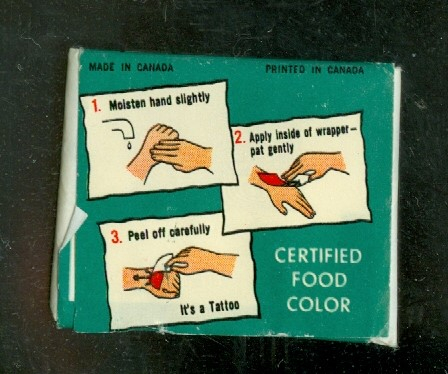 MADE IN CANADA
PRINTED IN CANADA
1. Moisten hand slightly
2. Apply inside of wrapper—
pat gently
3. Peel off carefully
It's a Tattoo
CERTIFIED
FOOD
COLOR